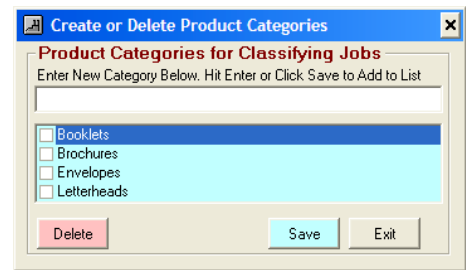 Create or Delete Product Categories
Product Categories for Classifying Jobs
Enter New Category Below. Hit Enter or Click Save to Add to List
Booklets
Brochures
Envelopes
Letterheads
Delete Save Exit